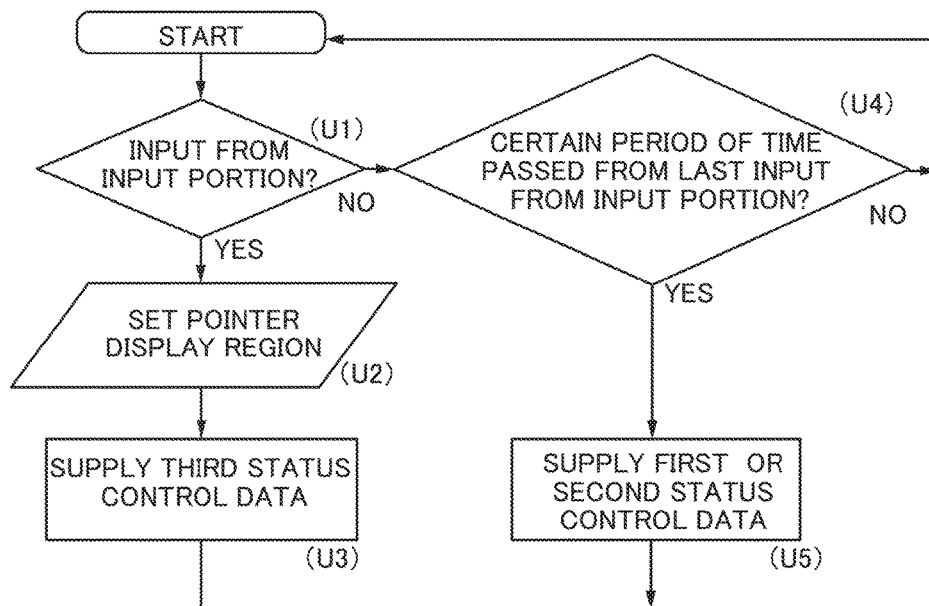 START
(U1)
INPUT FROM
INPUT PORTION?
NO
YES
(U4)
CERTAIN PERIOD OF TIME
PASSED FROM LAST INPUT
FROM INPUT PORTION?
NO
YES
SET POINTER
DISPLAY REGION
(U2)
SUPPLY THIRD STATUS
CONTROL DATA
(U3)
SUPPLY FIRST OR
SECOND STATUS
CONTROL DATA
(U5)